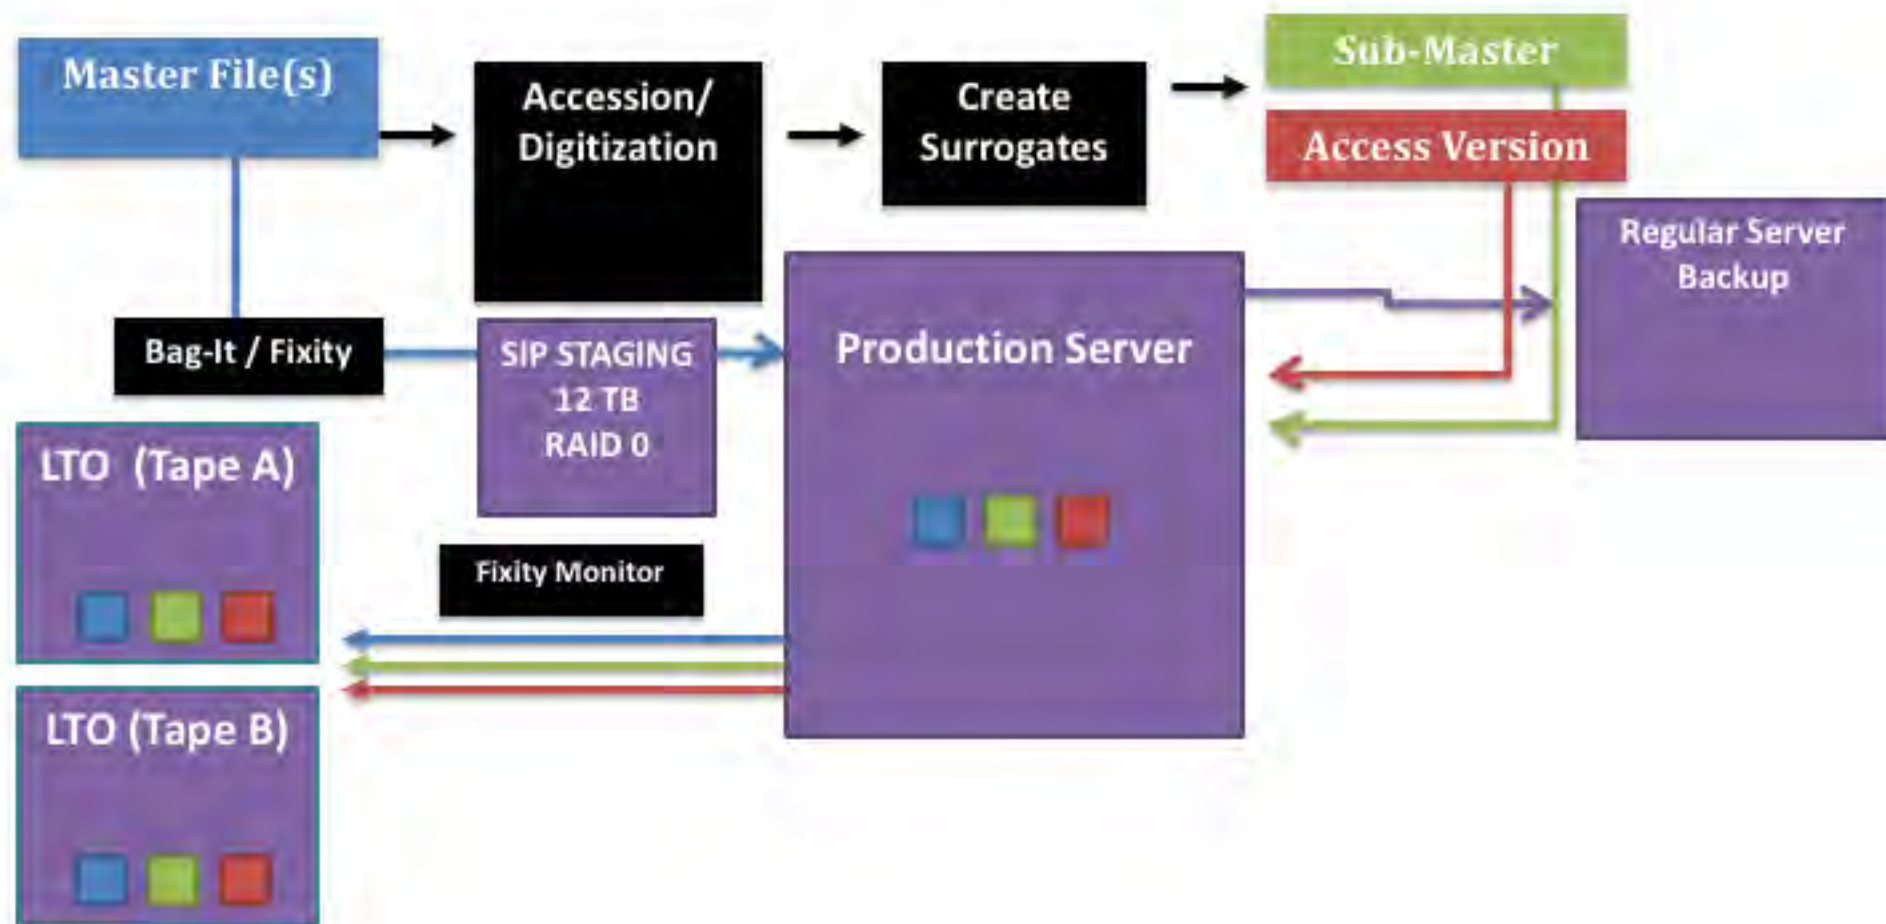 Master File(s)
Accession/
Digitization
Create
Surrogates
Sub-Master
Access Version
Regular Server
Backup
Bag-It / Fixity
SIP STAGING
12 TB
RAID 0
Production Server
LTO (Tape A)
Fixity Monitor
LTO (Tape B)